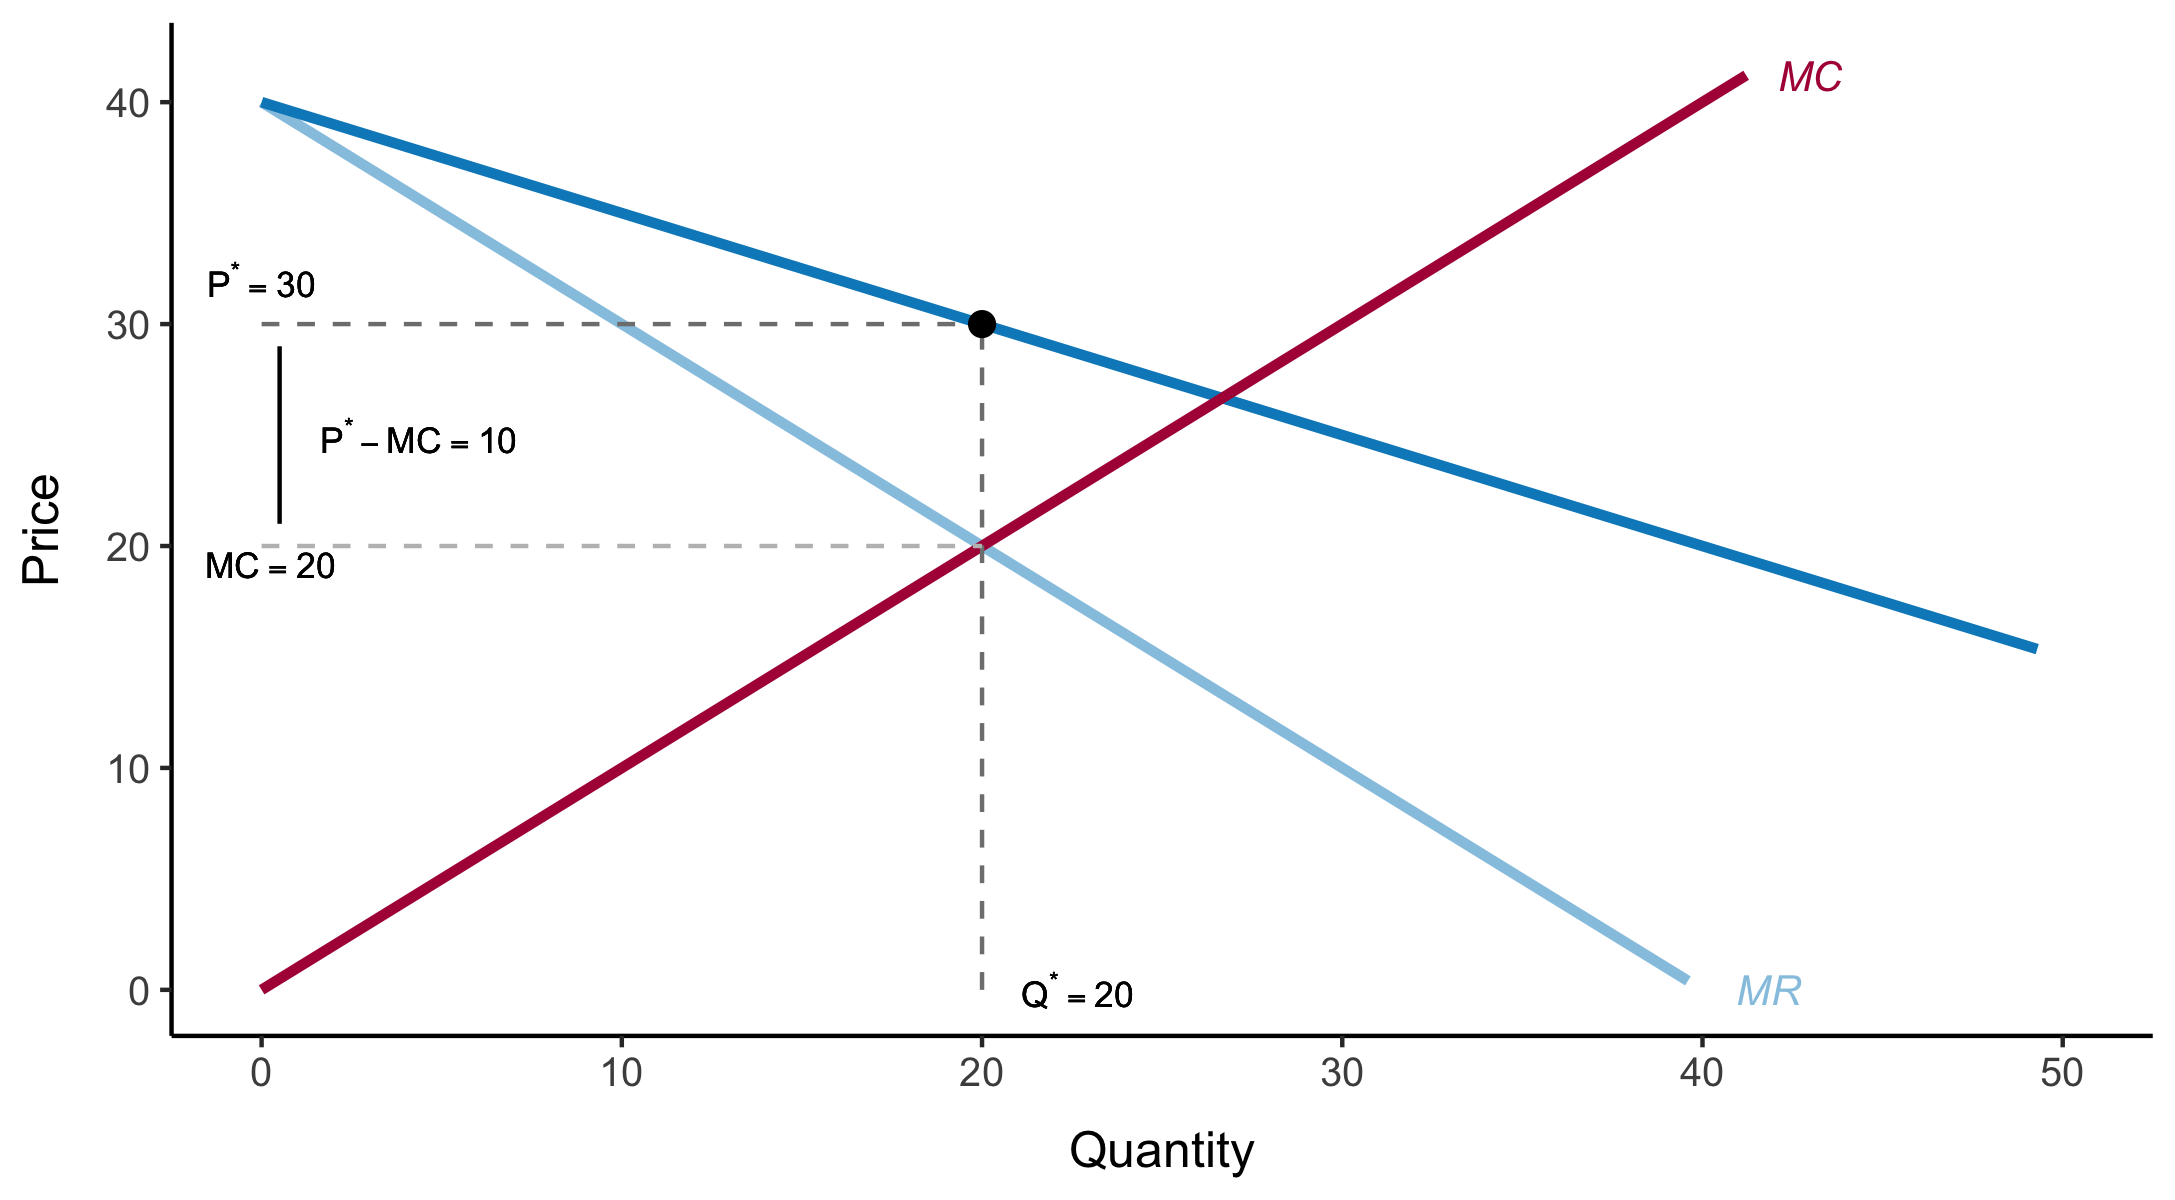 MC
40
P* = 30
30
P* – MC = 10
Price
20
MC = 20
10
0
Q* = 20
MR
0 10 20 30 40 50
Quantity